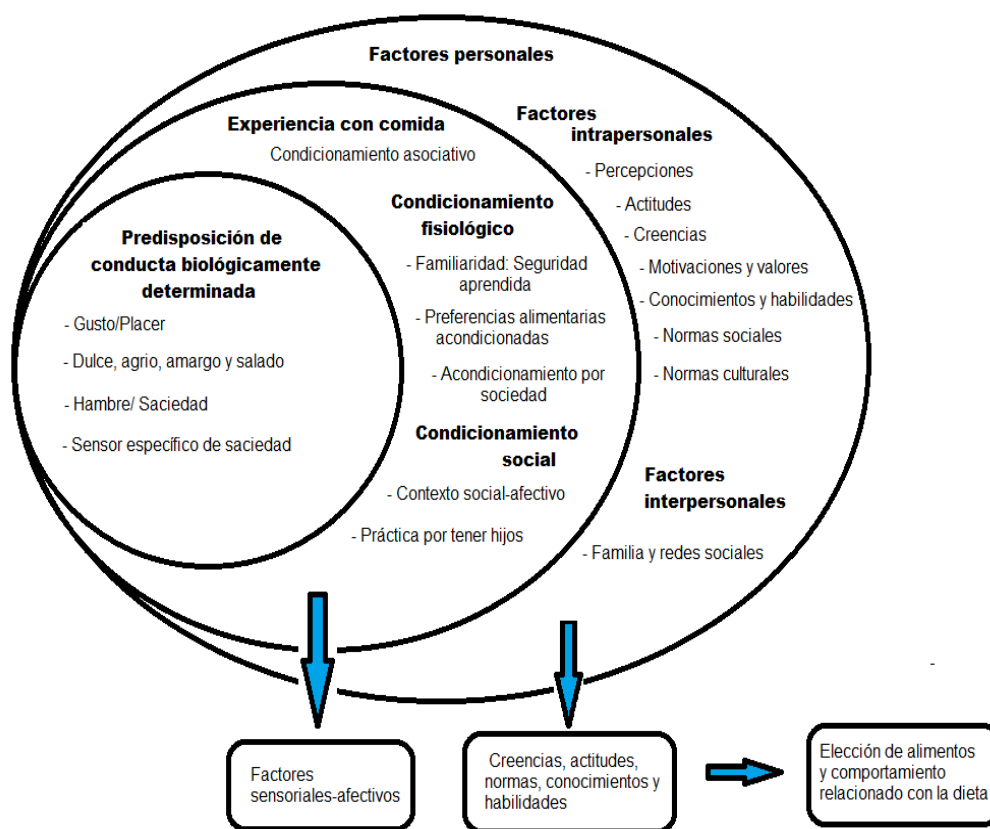 Factores personales
Experiencia con comida
Condicionamiento asociativo
Predisposición de
conducta biológicamente
determinada
- Gusto/Placer
- Dulce, agrio, amargo y salado
- Hambre/ Saciedad
- Sensor específico de saciedad
Condicionamiento
fisiológico
- Familiaridad: Seguridad
aprendida
- Preferencias alimentarias
acondicionadas
- Acondicionamiento por
sociedad
Condicionamiento
social
- Contexto social-afectivo
- Práctica por tener hijos
Factores
intrapersonales
- Percepciones
- Actitudes
- Creencias
- Motivaciones y valores
- Conocimientos y habilidades
- Normas sociales
- Normas culturales
Factores
interpersonales
- Familia y redes sociales
-
Factores
sensoriales-afectivos
Creencias, actitudes,
normas, conocimientos y
habilidades
Elección de alimentos
y comportamiento
relacionado con la dieta